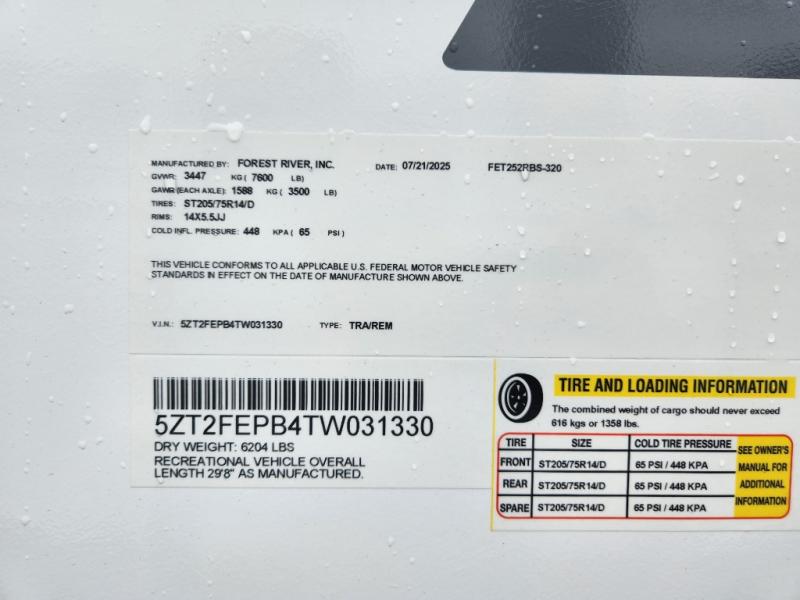 MANUFACTURED BY: FOREST RIVER, INC. DATE: 07/21/2025 FET252RBS-320
GVWR: 3447 KG ( 7600 LB)
GAWR (EACH AXLE): 1588 KG ( 3500 LB)
TIRES: ST205/75R14/D
RIMS: 14X5.5JJ
COLD INFL. PRESSURE: 448 KPA ( 65 PSI )
THIS VEHICLE CONFORMS TO ALL APPLICABLE U.S. FEDERAL MOTOR VEHICLE SAFETY
STANDARDS IN EFFECT ON THE DATE OF MANUFACTURE SHOWN ABOVE.
V.I.N.: 5ZT2FEPB4TW031330 TYPE: TRA/REM
5ZT2FEPB4TW031330
DRY WEIGHT: 6204 LBS
RECREATIONAL VEHICLE OVERALL
LENGTH 29'8" AS MANUFACTURED.
TIRE AND LOADING INFORMATION
The combined weight of cargo should never exceed
616 kgs or 1358 lbs.
TIRE SIZE COLD TIRE PRESSURE
FRONT ST205/75R14/D 65 PSI / 448 KPA
REAR ST205/75R14/D 65 PSI / 448 KPA
SPARE ST205/75R14/D 65 PSI / 448 KPA
SEE OWNER'S
MANUAL FOR
ADDITIONAL
INFORMATION